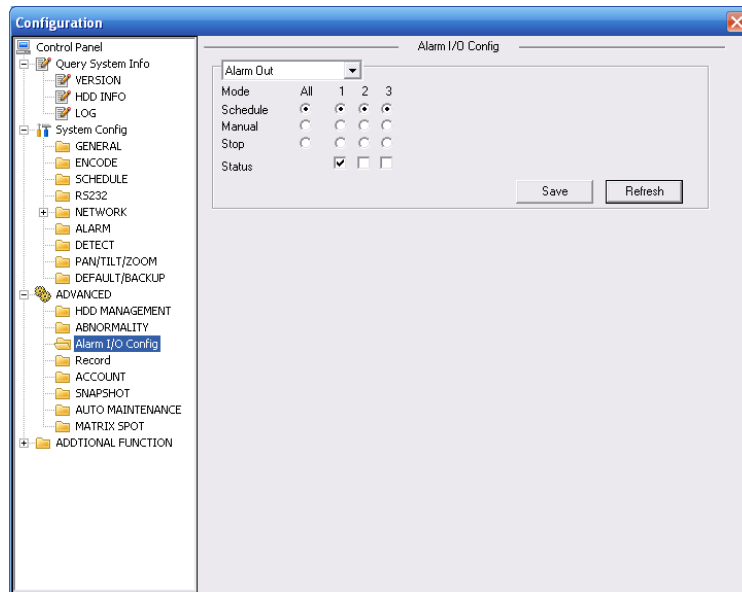 Configuration
Control Panel
Query System Info
VERSION
HDD INFO
LOG
System Config
GENERAL
ENCODE
SCHEDULE
RS232
NETWORK
ALARM
DETECT
PAN/TILT/ZOOM
DEFAULT/BACKUP
ADVANCED
HDD MANAGEMENT
ABNORMALITY
Alarm I/O Config
Record
ACCOUNT
SNAPSHOT
AUTO MAINTENANCE
MATRIX SPOT
ADDTIONAL FUNCTION
Alarm I/O Config
Alarm Out
Mode All 1 2 3
Schedule
Manual
Stop
Status
Save Refresh